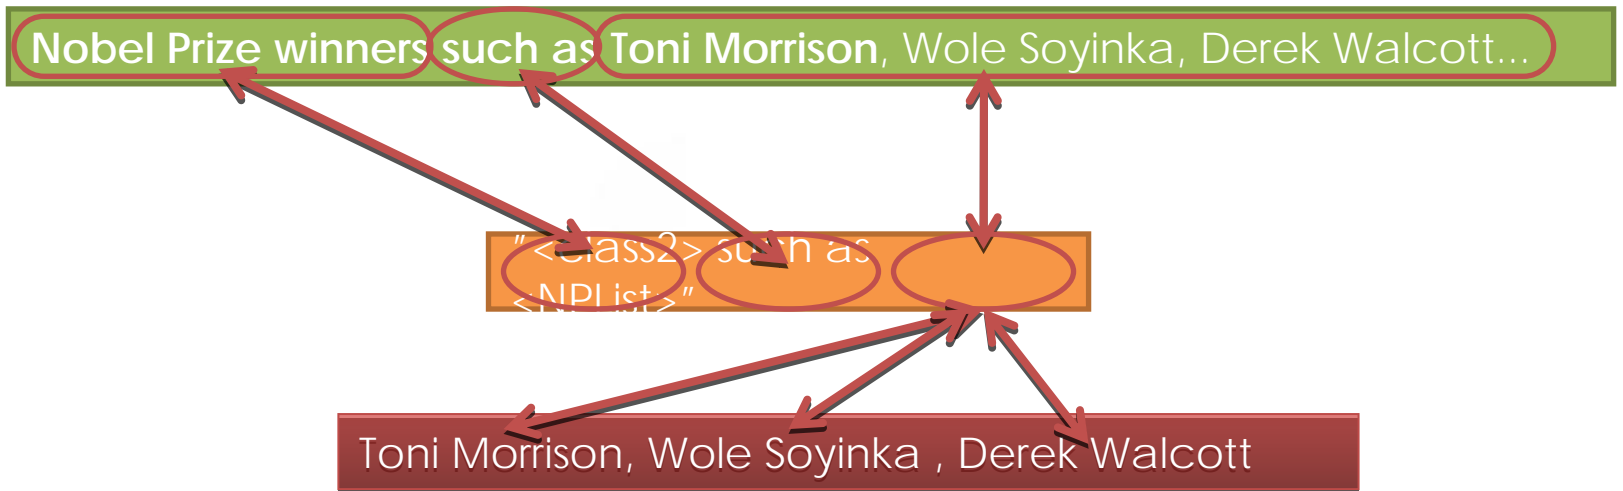 Nobel Prize winners such as Toni Morrison, Wole Soyinka, Derek Walcott...
"<Class2> such as
<NPList>"
Toni Morrison, Wole Soyinka , Derek Walcott